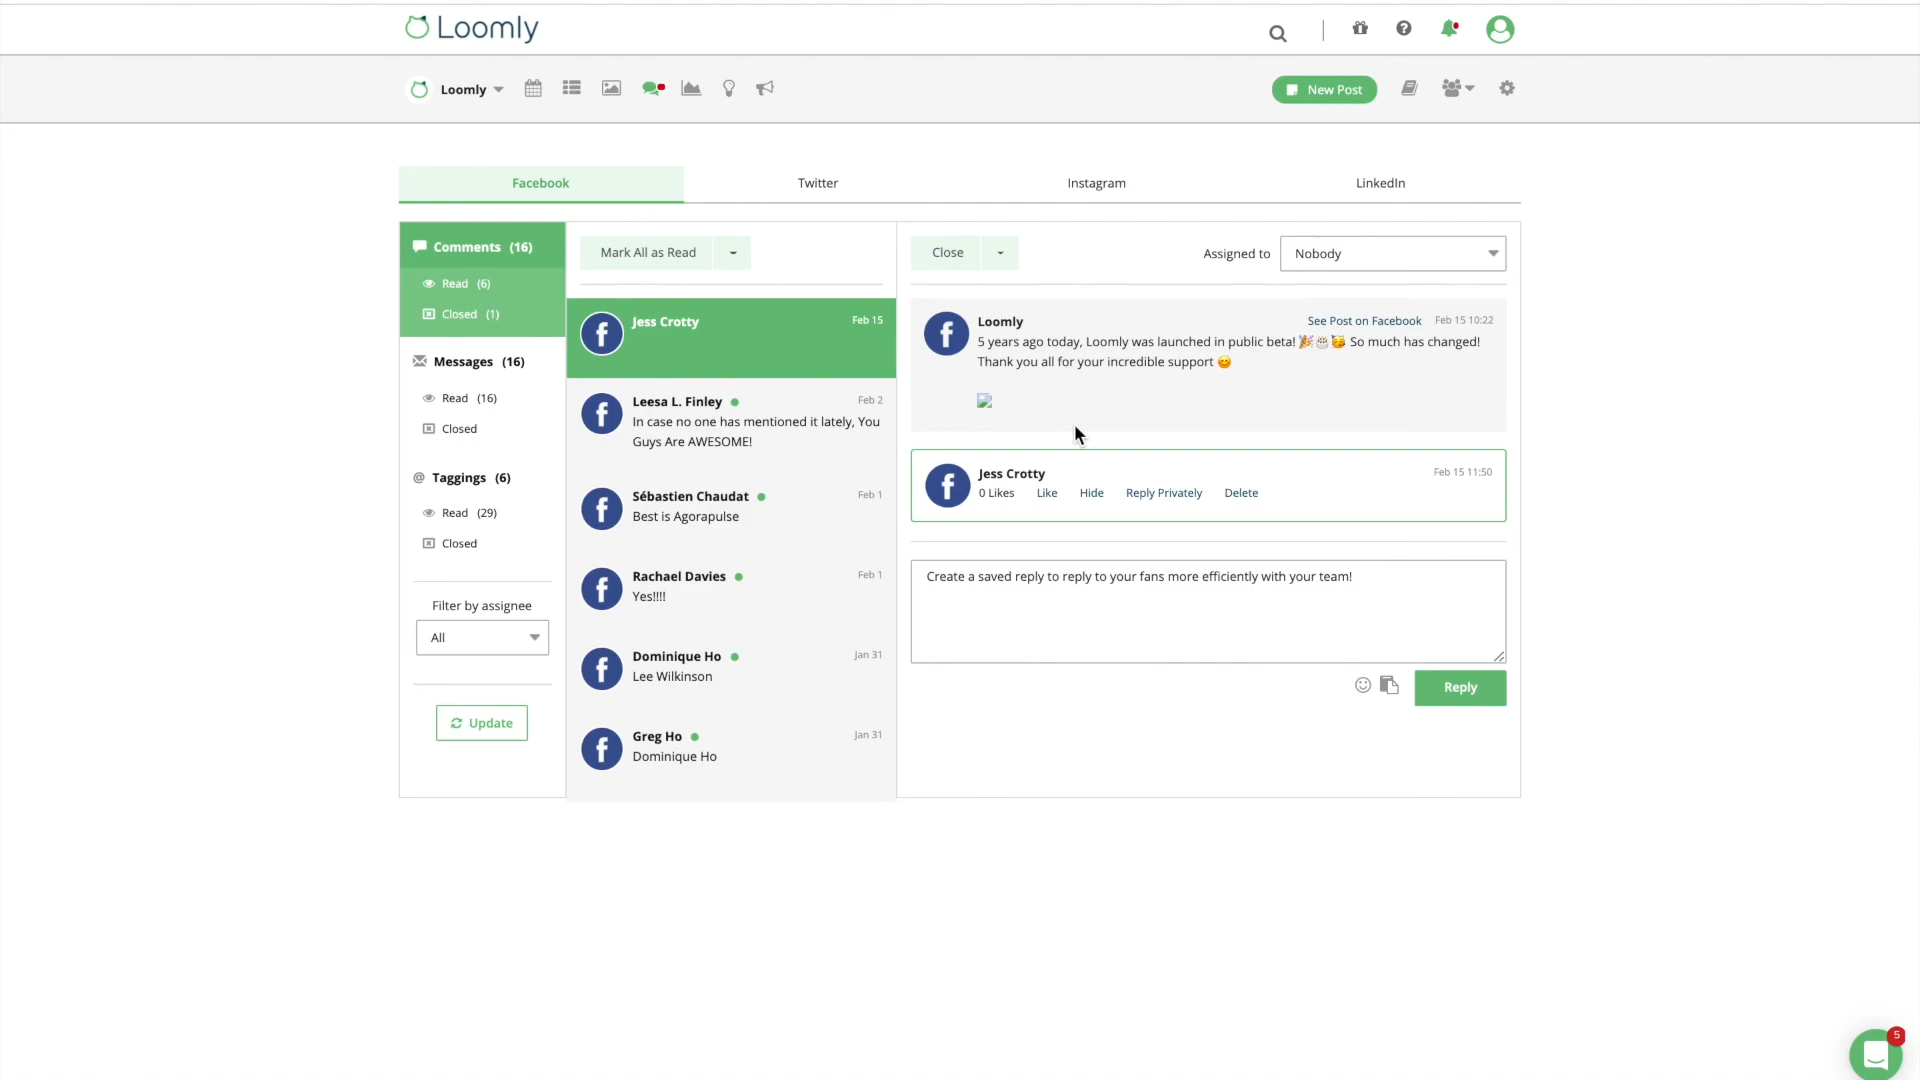 Loomly
Loomly
New Post
Facebook
Twitter
Instagram
LinkedIn
Comments (16)
Read (6)
Closed (1)
Messages (16)
Read (16)
Closed
Taggings (6)
Read (29)
Closed
Filter by assignee
All
Update
Mark All as Read
Jess Crotty
Feb 15
Leesa L. Finley
Feb 2
In case no one has mentioned it lately, You
Guys Are AWESOME!
Sébastien Chaudat
Feb 1
Best is Agorapulse
Rachael Davies
Feb 1
Yes!!!!
Dominique Ho
Jan 31
Lee Wilkinson
Greg Ho
Jan 31
Dominique Ho
Close
Assigned to
Nobody
Loomly
See Post on Facebook
Feb 15 10:22
5 years ago today, Loomly was launched in public beta! 🎉🎂🥰 So much has changed!
Thank you all for your incredible support 😊
Jess Crotty
Feb 15 11:50
0 Likes Like Hide Reply Privately Delete
Create a saved reply to reply to your fans more efficiently with your team!
Reply
5